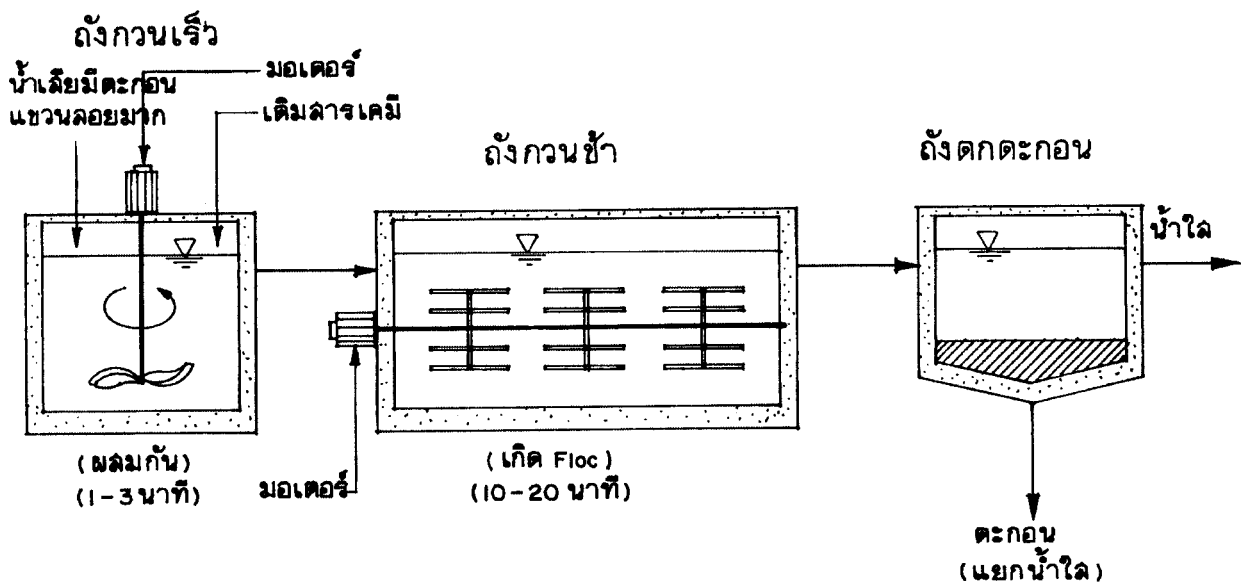 ถังกวนเร็ว
น้ำเสียมีตะกอน
แขวนลอยมาก
มอเตอร์
เติมสารเคมี
(ผสมกัน)
(1-3 นาที)
ถังกวนช้า
มอเตอร์
(เกิด Floc)
(10-20 นาที)
ถังตกตะกอน
น้ำใส
ตะกอน
(แยกน้ำใส)